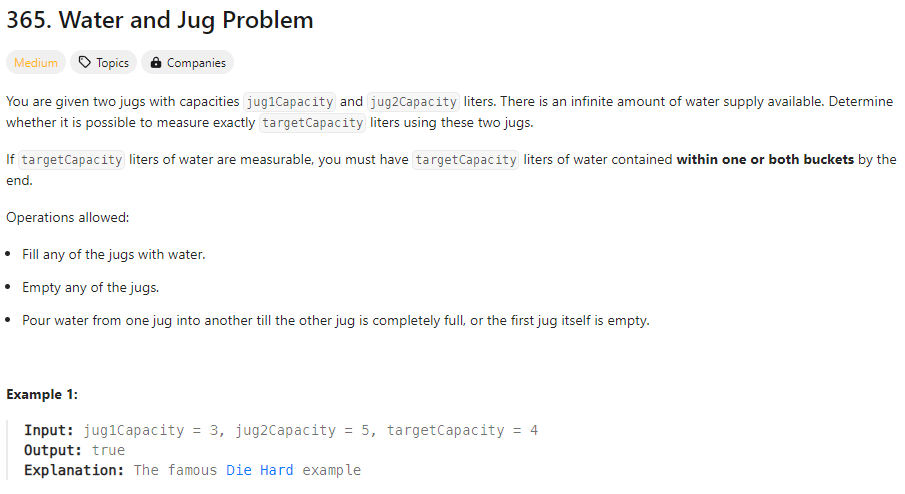 365. Water and Jug Problem
Medium Topics Companies
You are given two jugs with capacities jug1Capacity and jug2Capacity liters. There is an infinite amount of water supply available. Determine
whether it is possible to measure exactly targetCapacity liters using these two jugs.
If targetCapacity liters of water are measurable, you must have targetCapacity liters of water contained within one or both buckets by the
end.
Operations allowed:
• Fill any of the jugs with water.
• Empty any of the jugs.
• Pour water from one jug into another till the other jug is completely full, or the first jug itself is empty.
Example 1:
Input: jug1Capacity = 3, jug2Capacity = 5, targetCapacity = 4
Output: true
Explanation: The famous Die Hard example